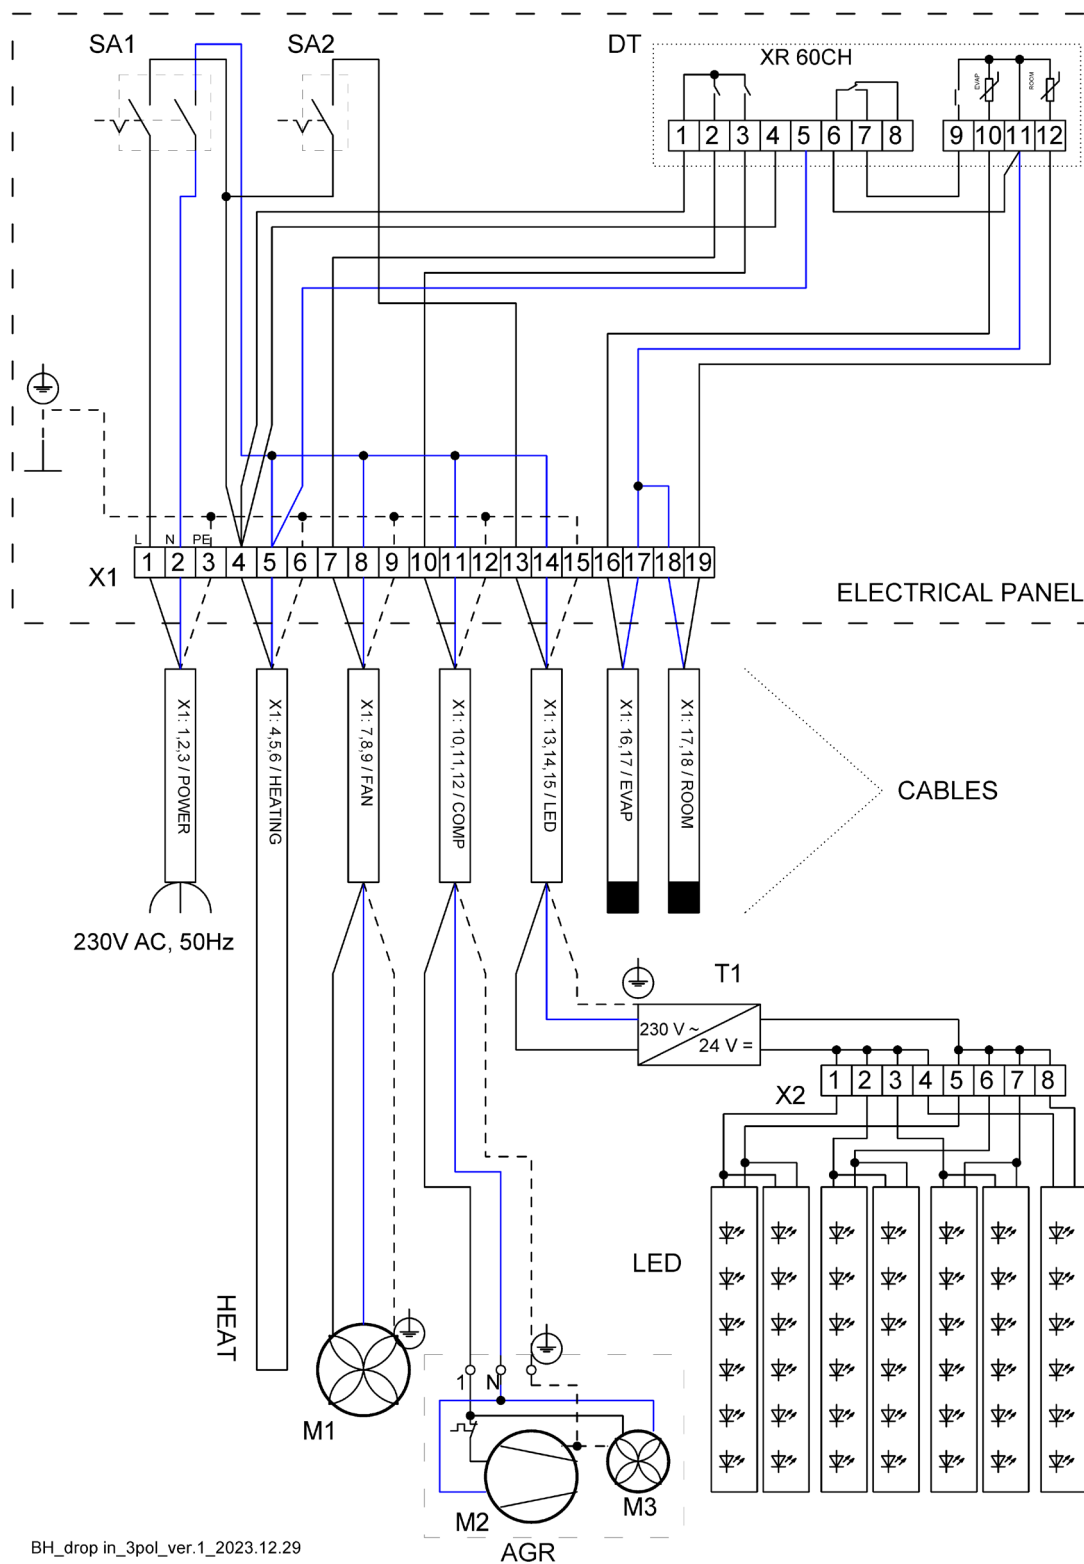 SA1
SA2
DT
XR 60CH
EVAP
ROOM
1 2 3 4 5 6 7 8
9 10 11 12
L N PE
X1
1 2 3 4 5 6 7 8 9 10 11 12 13 14 15 16 17 18 19
ELECTRICAL PANEL
X1: 1,2,3 / POWER
X1: 4,5,6 / HEATING
X1: 7,8,9 / FAN
X1: 10,11,12 / COMP
X1: 13,14,15 / LED
X1: 16,17 / EVAP
X1: 17,18 / ROOM
CABLES
230V AC, 50Hz
T1
230 V ~
24 V =
X2
1 2 3 4 5 6 7 8
LED
HEAT
M1
1 N
M2
M3
AGR
BH_drop in_3pol_ver.1_2023.12.29